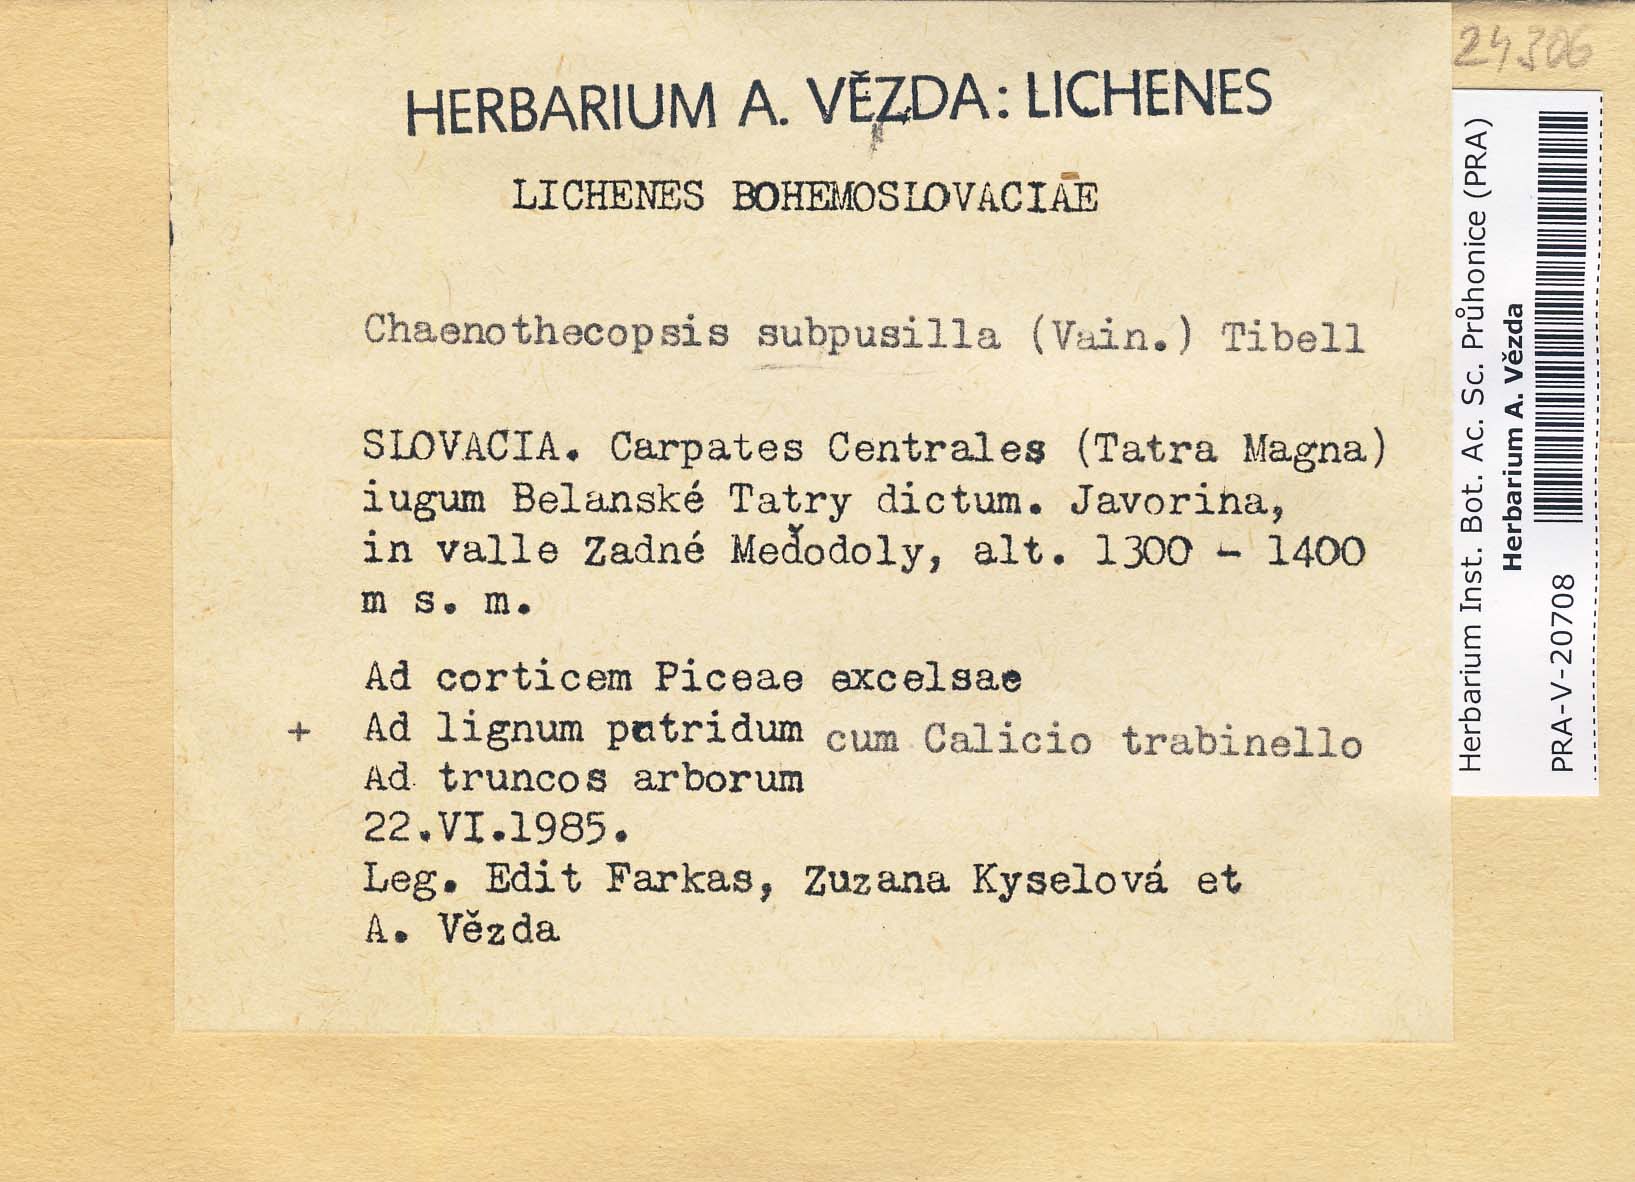 24306
HERBARIUM A. VĚZDA: LICHENES
LICHENES BOHEMOSLOVACIAE
Chaenothecopsis subpusilla (Vain.) Tibell
SLOVACIA. Carpates Centrales (Tatra Magna)
iugum Belanské Tatry dictum. Javorina,
in valle Zadné Meďodoly, alt. 1300 - 1400
m s. m.
Ad corticem Piceae excelsae
+ Ad lignum putridum cum Calicio trabinello
Ad truncos arborum
22.VI.1985.
Leg. Edit Farkas, Zuzana Kyselová et
A. Vězda
Herbarium Inst. Bot. Ac. Sc. Průhonice (PRA)
Herbarium A. Vězda
PRA-V-20708